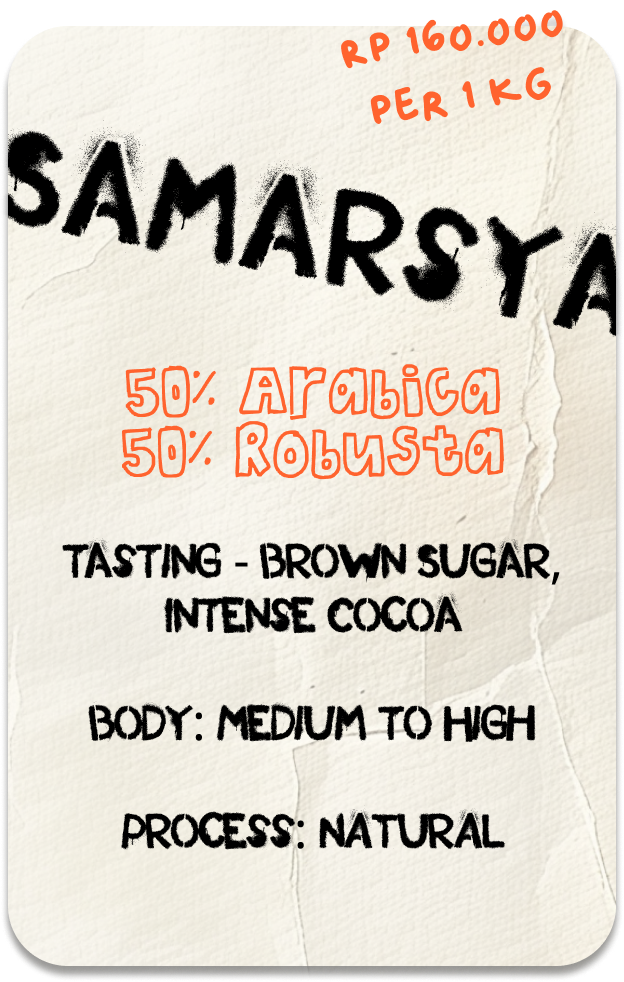 RP 160.000
PER 1 KG
SAMARSYA
50% Arabica
50% Robusta
TASTING - BROWN SUGAR,
INTENSE COCOA
BODY: MEDIUM TO HIGH
PROCESS: NATURAL